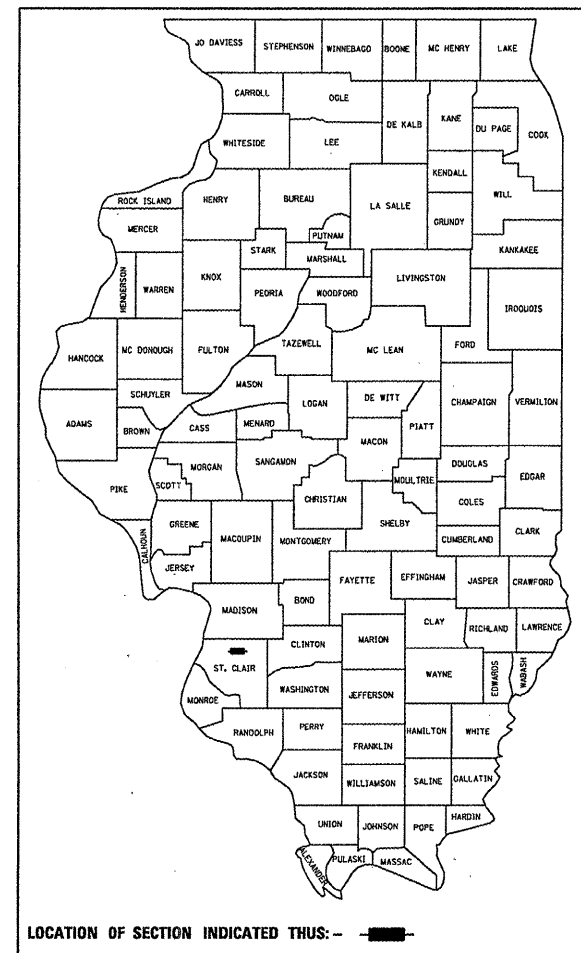 JO DAVIESS STEPHENSON WINNEBAGO BOONE MC HENRY LAKE
CARROLL OGLE DE KALB KANE DU PAGE COOK
WHITESIDE LEE KENDALL WILL
ROCK ISLAND HENRY BUREAU LA SALLE GRUNDY
MERCER PUTNAM KANKAKEE
STARK MARSHALL
HENDERSON WARREN KNOX PEORIA WOODFORD LIVINGSTON IROQUOIS
HANCOCK MC DONOUGH FULTON TAZEWELL MC LEAN FORD
MASON
SCHUYLER LOGAN DE WITT CHAMPAIGN VERMILION
ADAMS BROWN CASS MENARD MACON PIATT
SANGAMON DOUGLAS EDGAR
PIKE SCOTT MORGAN CHRISTIAN MOULTRIE COLES
GREENE SHELBY
CALHOUN MACOUPIN MONTGOMERY CUMBERLAND CLARK
JERSEY FAYETTE EFFINGHAM JASPER CRAWFORD
MADISON BOND CLAY
CLINTON MARION RICHLAND LAWRENCE
ST. CLAIR WAYNE EDWARDS WABASH
MONROE WASHINGTON JEFFERSON
RANDOLPH PERRY FRANKLIN HAMILTON WHITE
JACKSON WILLIAMSON SALINE GALLATIN
UNION JOHNSON POPE HARDIN
ALEXANDER PULASKI MASSAC
LOCATION OF SECTION INDICATED THUS: -